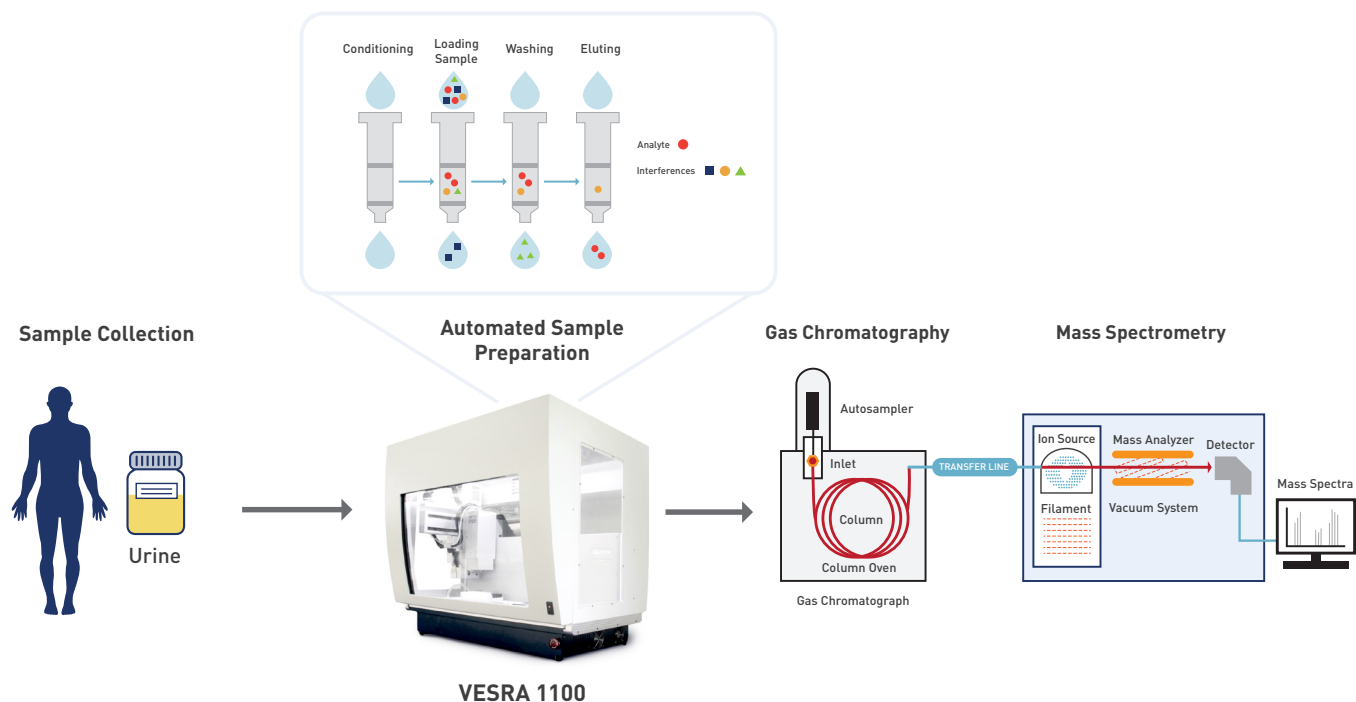 Conditioning
Loading
Sample
Washing
Eluting
Analyte
Interferences
Sample Collection
Automated Sample
Preparation
Gas Chromatography
Mass Spectrometry
Autosampler
Inlet
Column
Column Oven
Gas Chromatograph
TRANSFER LINE
Ion Source
Filament
Mass Analyzer
Vacuum System
Detector
Mass Spectra
Urine
VESRA 1100